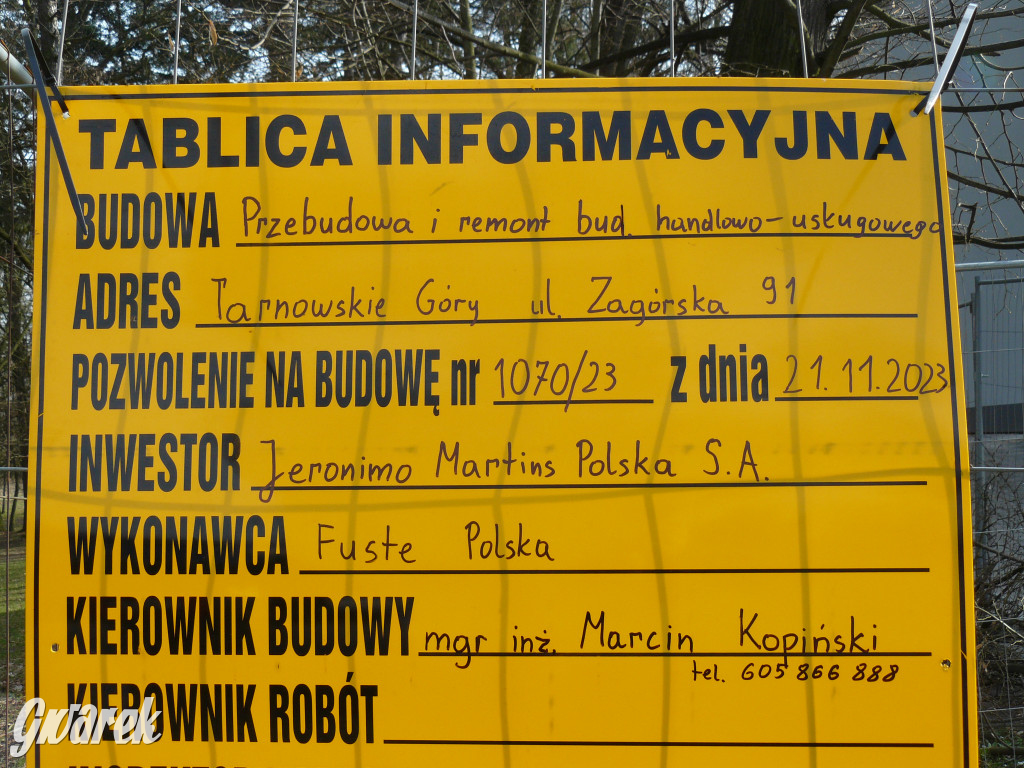 TABLICA INFORMACYJNA
BUDOWA Przebudowa i remont bud. handlowo-usługowego
ADRES Tarnowskie Góry ul. Zagórska 91
POZWOLENIE NA BUDOWĘ nr 1070/23 z dnia 21.11.2023
INWESTOR Jeronimo Martins Polska S.A.
WYKONAWCA Fuste Polska
KIEROWNIK BUDOWY mgr inż. Marcin Kopiński
tel. 605 866 888
KIEROWNIK ROBÓT
Gwarek